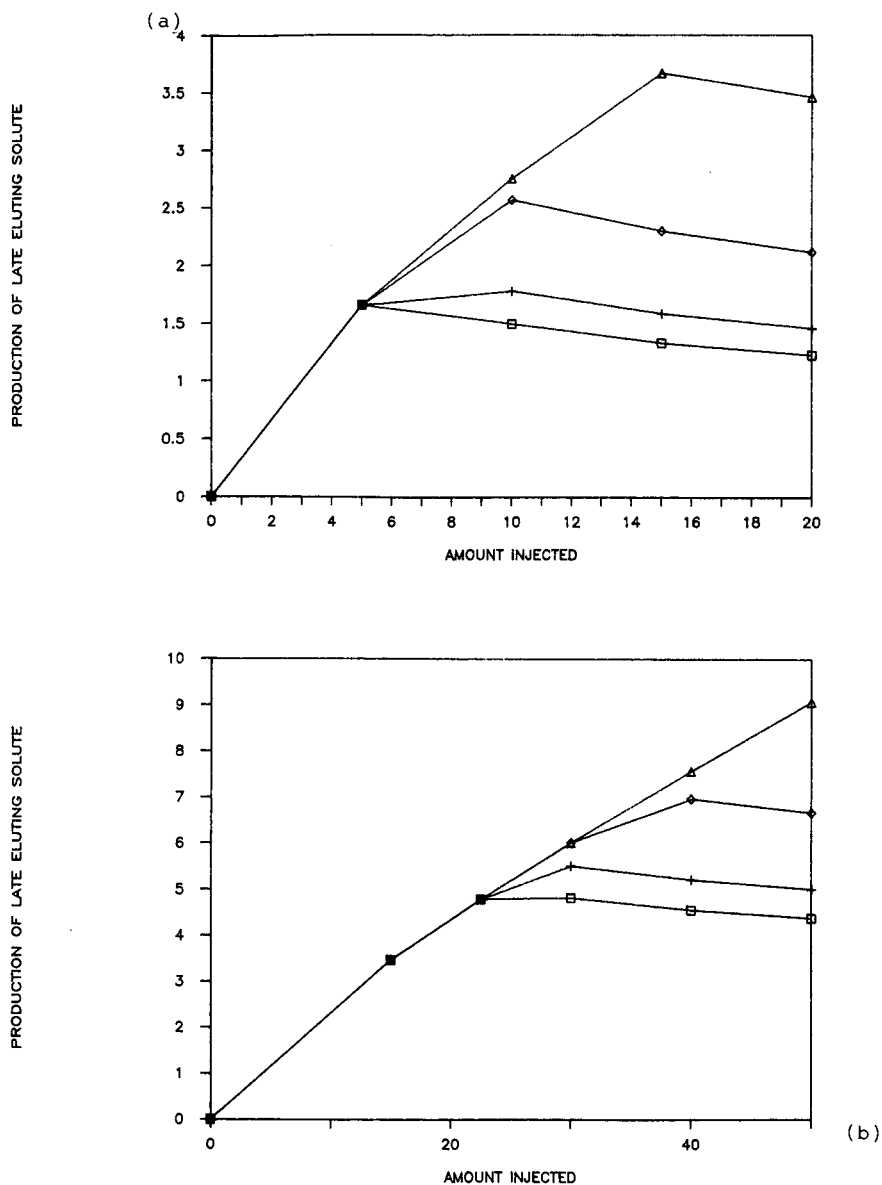 (a)
PRODUCTION OF LATE ELUTING SOLUTE
4
3.5
3
2.5
2
1.5
1
0.5
0
0 2 4 6 8 10 12 14 16 18 20
AMOUNT INJECTED
PRODUCTION OF LATE ELUTING SOLUTE
10
9
8
7
6
5
4
3
2
1
0
0 20 40
(b)
AMOUNT INJECTED